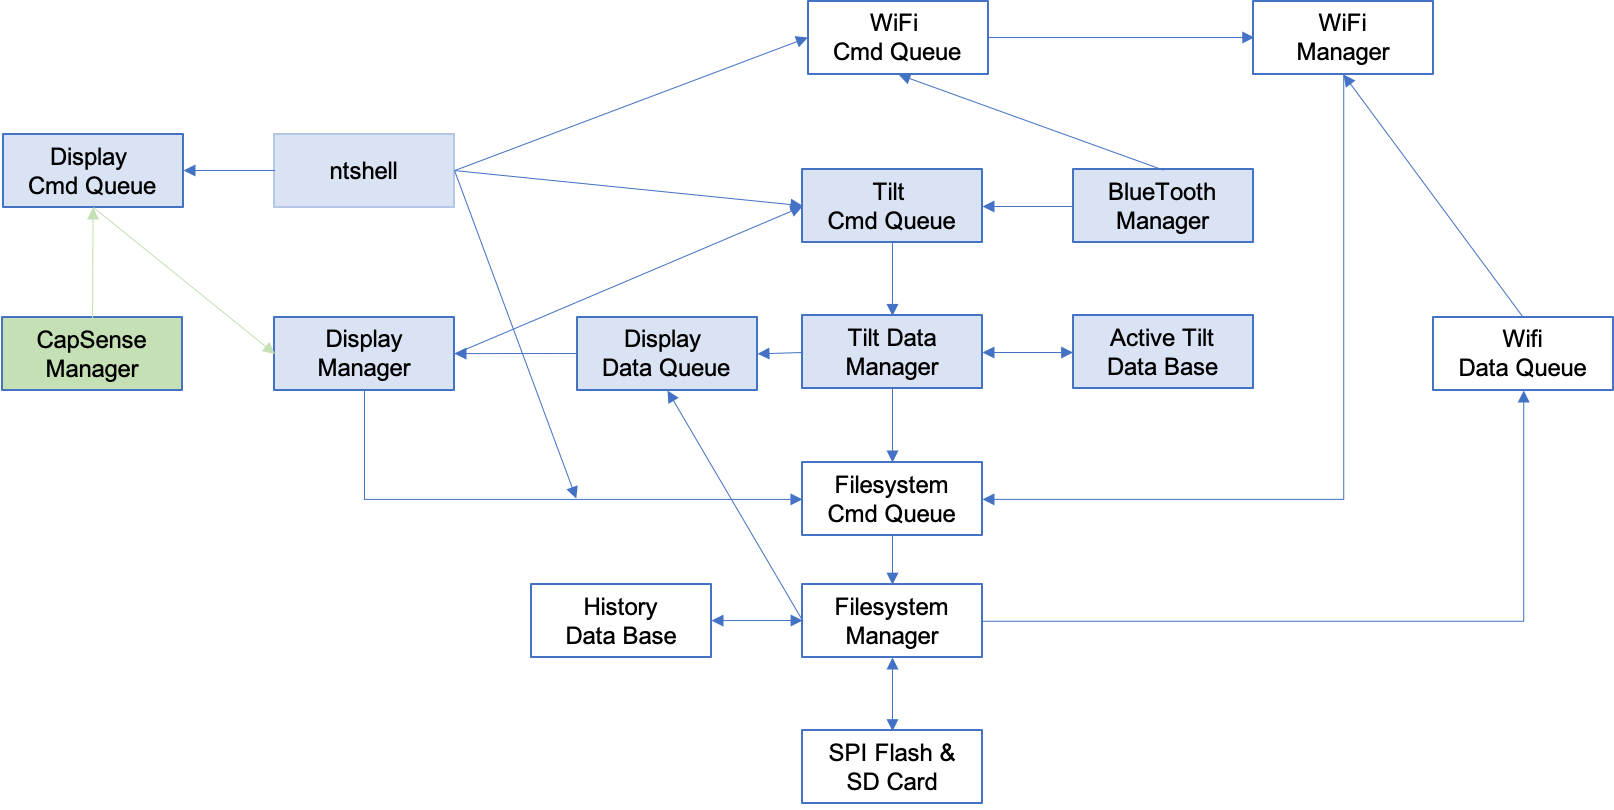 WiFi
Cmd Queue
WiFi
Manager
Display
Cmd Queue
ntshell
Tilt
Cmd Queue
BlueTooth
Manager
CapSense
Manager
Display
Manager
Display
Data Queue
Tilt Data
Manager
Active Tilt
Data Base
Wifi
Data Queue
Filesystem
Cmd Queue
History
Data Base
Filesystem
Manager
SPI Flash &
SD Card